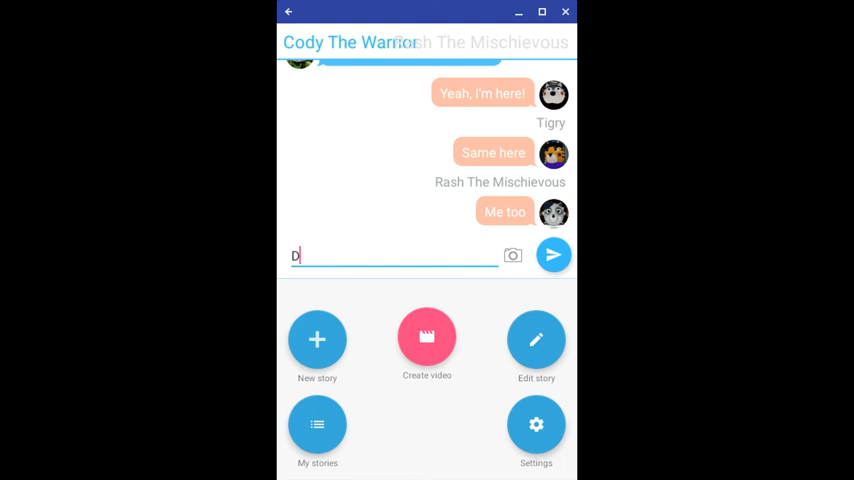 Cody The Warrior Rash The Mischievous
Yeah, I'm here!
Tigry
Same here
Rash The Mischievous
Me too
D
New story
Create video
Edit story
My stories
Settings